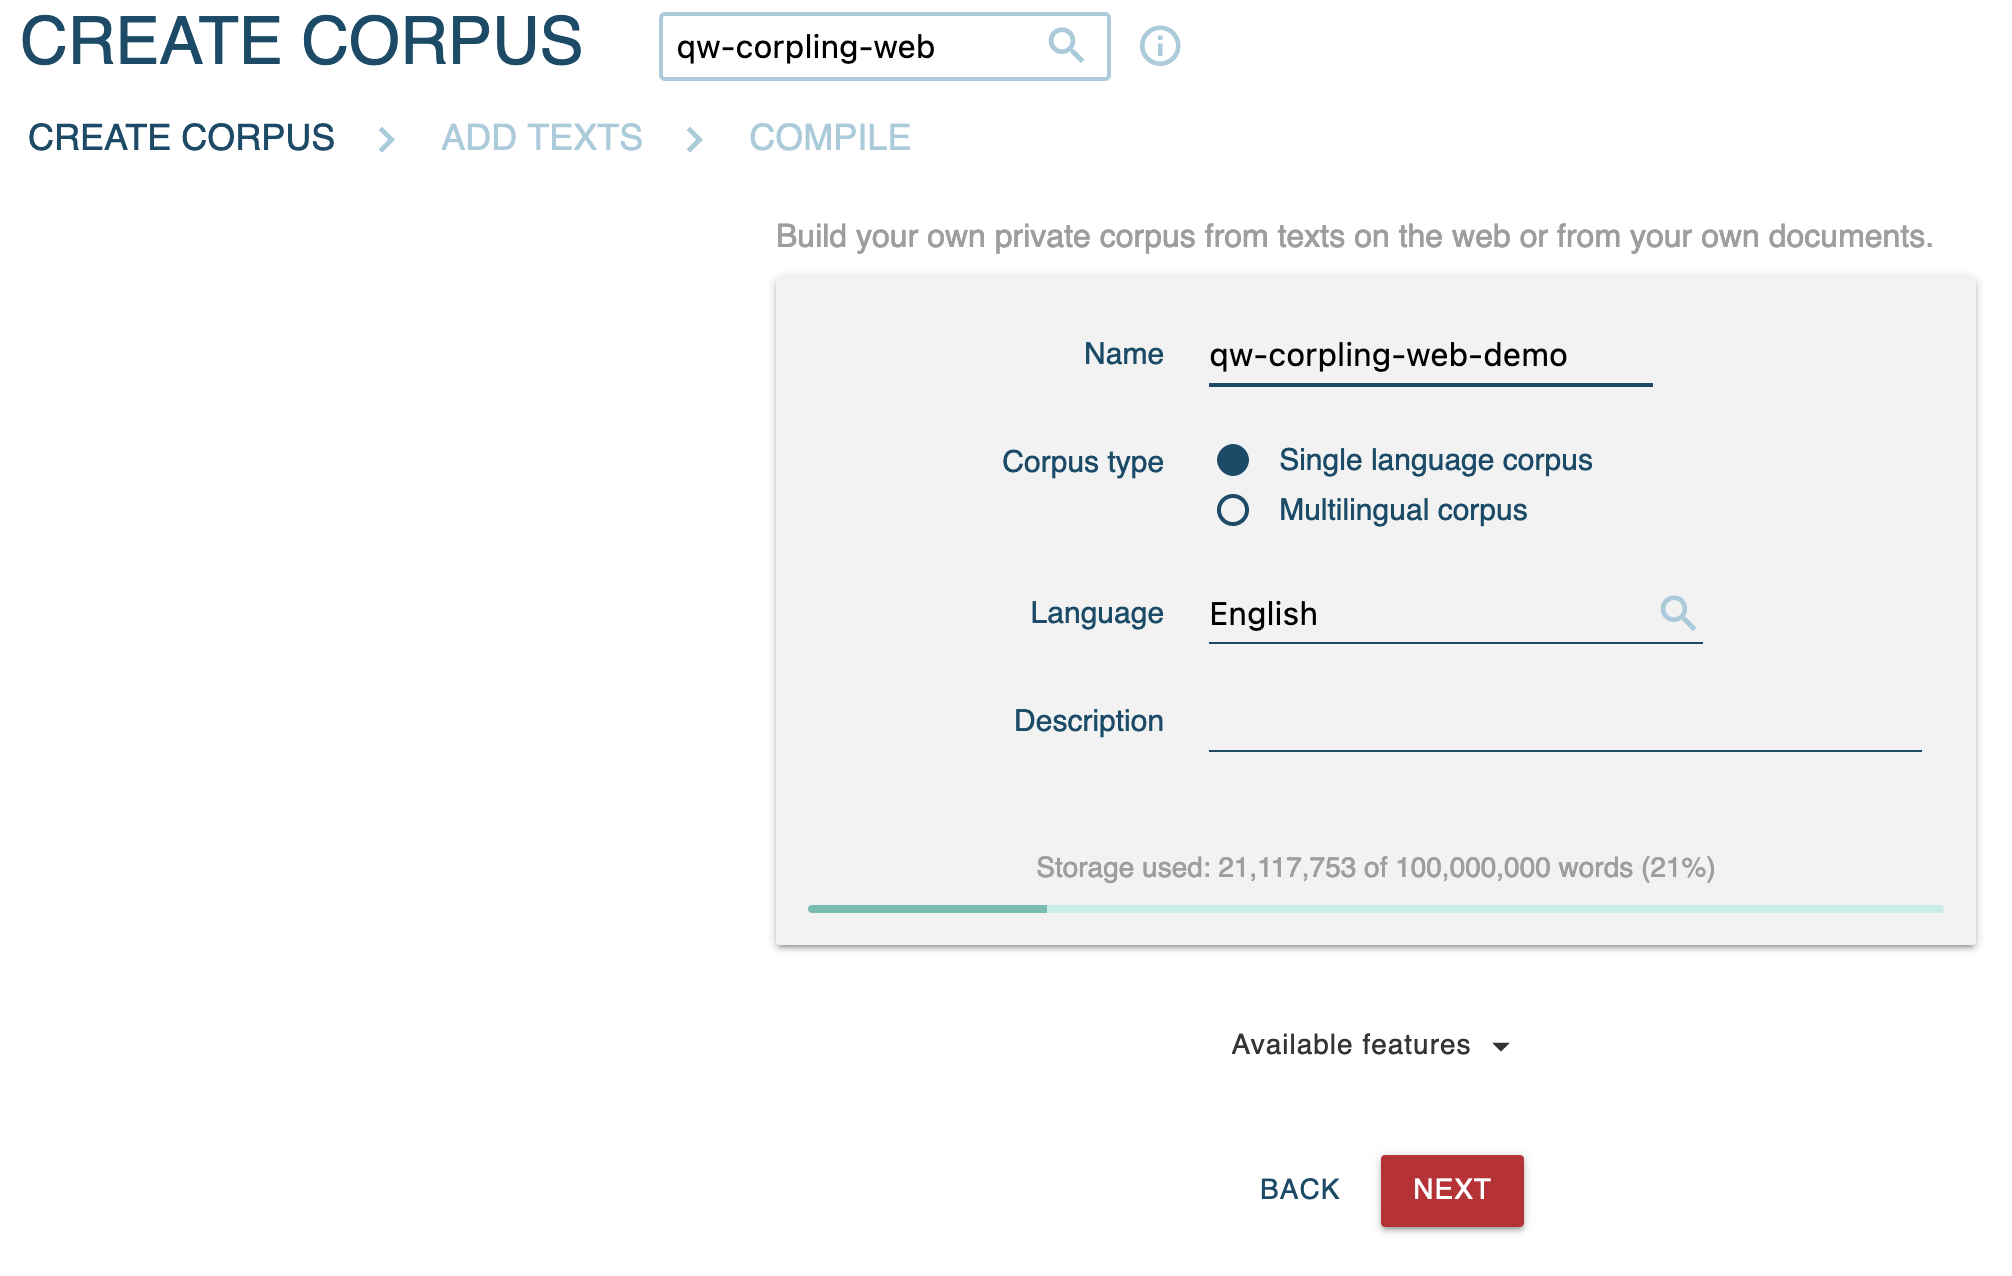 CREATE CORPUS qw-corpling-web
CREATE CORPUS > ADD TEXTS > COMPILE
Build your own private corpus from texts on the web or from your own documents.
Name qw-corpling-web-demo
Corpus type Single language corpus
Multilingual corpus
Language English
Description
Storage used: 21,117,753 of 100,000,000 words (21%)
Available features
BACK NEXT